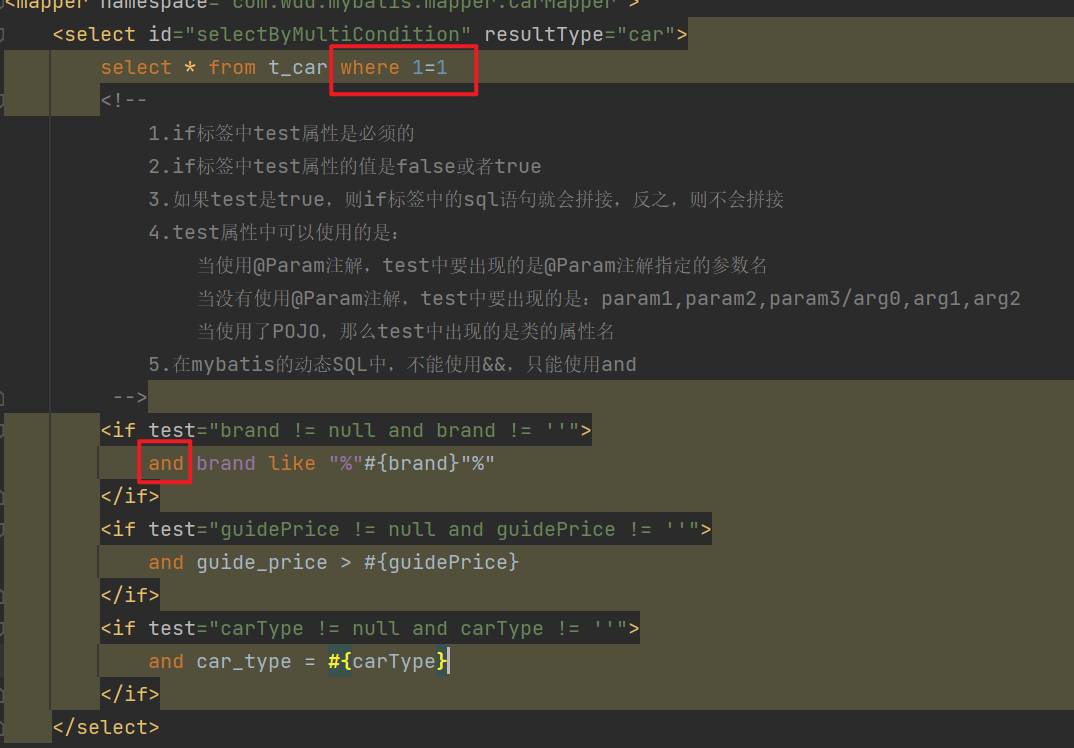 <mapper namespace="com.wdd.mybatis.mapper.CarMapper">
<select id="selectByMultiCondition" resultType="car">
select * from t_car where 1=1
<!--
1.if标签中test属性是必须的
2.if标签中test属性的值是false或者true
3.如果test是true，则if标签中的sql语句就会拼接，反之，则不会拼接
4.test属性中可以使用的是：
当使用@Param注解，test中要出现的是@Param注解指定的参数名
当没有使用@Param注解，test中要出现的是：param1,param2,param3/arg0,arg1,arg2
当使用了POJO，那么test中出现的是类的属性名
5.在mybatis的动态SQL中，不能使用&&，只能使用and
-->
<if test="brand != null and brand != ''">
and brand like "%"#{brand}"%"
</if>
<if test="guidePrice != null and guidePrice != ''">
and guide_price > #{guidePrice}
</if>
<if test="carType != null and carType != ''">
and car_type = #{carType}
</if>
</select>